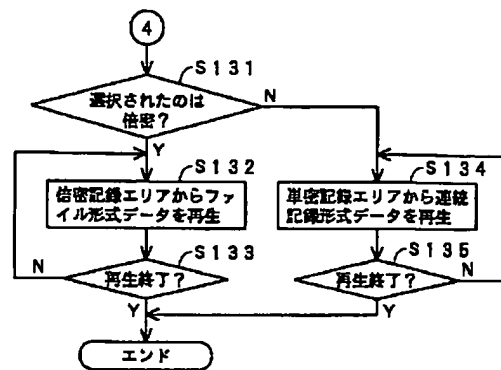 4
S131
選択されたのは
倍密?
N
Y
S132
倍密記録エリアからファ
イル形式データを再生
S134
単密記録エリアから連続
記録形式データを再生
S133
N
再生終了?
Y
S135
再生終了?
N
Y
エンド